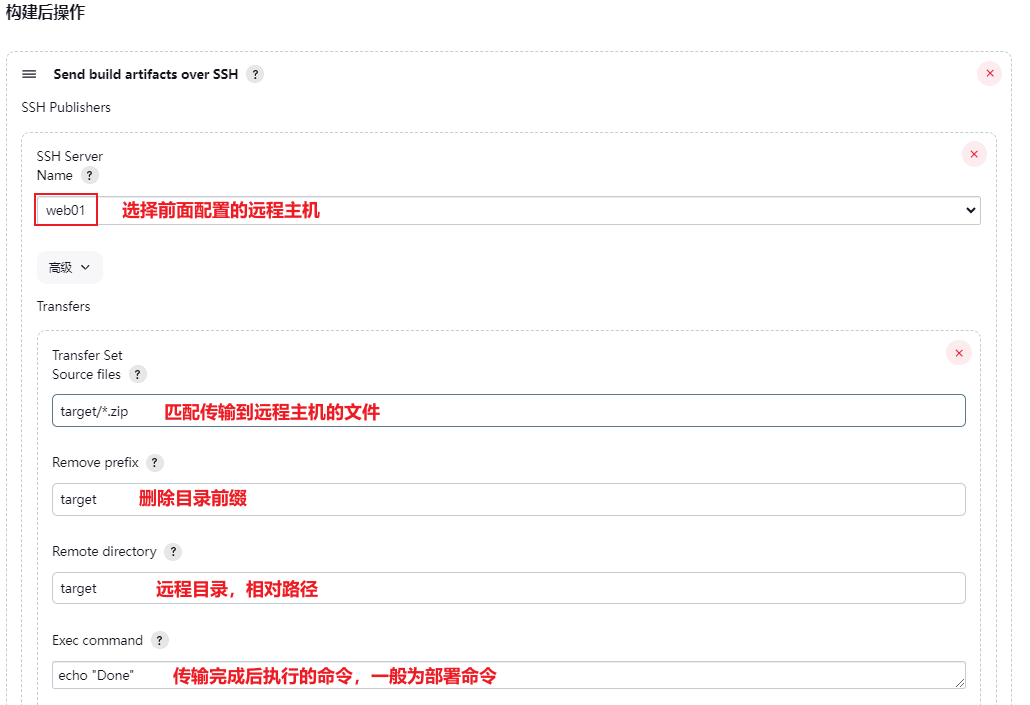 构建后操作
Send build artifacts over SSH ?
SSH Publishers
SSH Server
Name ?
web01 选择前面配置的远程主机
高级
Transfers
Transfer Set
Source files ?
target/*.zip 匹配传输到远程主机的文件
Remove prefix ?
target 删除目录前缀
Remote directory ?
target 远程目录，相对路径
Exec command ?
echo "Done" 传输完成后执行的命令，一般为部署命令